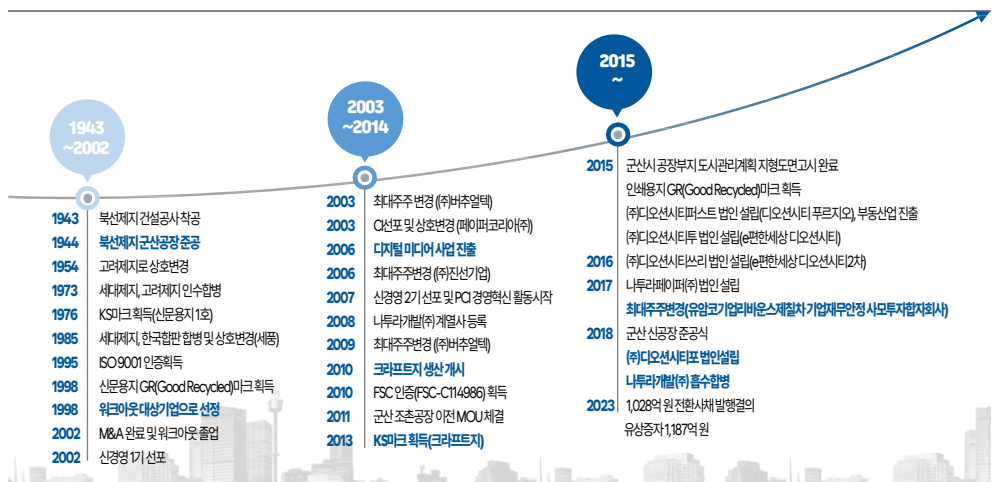 1943
~2002
1943 북선제지 건설공사 착공
1944 북선제지 군산공장 준공
1954 고려제지로 상호변경
1973 세대제지, 고려제지 인수합병
1976 KS마크 획득(신문용지 1호)
1985 세대제지, 한국합판 합병 및 상호변경(세풍)
1995 ISO 9001 인증획득
1998 신문용지 GR(Good Recycled)마크 획득
1998 워크아웃 대상기업으로 선정
2002 M&A 완료 및 워크아웃 졸업
2002 신경영 1기 선포
2003
~2014
2003 최대주주 변경 (㈜버추얼텍)
2003 CI선포 및 상호변경 (페이퍼코리아㈜)
2006 디지털 미디어 사업 진출
2006 최대주주변경 (㈜진선기업)
2007 신경영 2기 선포 및 PCI 경영혁신 활동시작
2008 나투라개발㈜ 계열사 등록
2009 최대주주변경 (㈜버추얼텍)
2010 크라프트지 생산 개시
2010 FSC 인증(FSC-C114986) 획득
2011 군산 조촌공장 이전 MOU 체결
2013 KS마크 획득(크라프트지)
2015
~
2015 군산시 공장부지 도시관리계획 지형도면고시 완료
인쇄용지 GR(Good Recycled)마크 획득
㈜디오션시티퍼스트 법인 설립(디오션시티 푸르지오), 부동산업 진출
㈜디오션시티투 법인 설립(e편한세상 디오션시티)
2016 ㈜디오션시티쓰리 법인 설립(e편한세상 디오션시티2차)
2017 나투라페이퍼㈜ 법인 설립
최대주주변경(유암코기업리바운스제칠차 기업재무안정 사모투자합자회사)
2018 군산 신공장 준공식
㈜디오션시티포 법인설립
나투라개발㈜ 흡수합병
2023 1,028억 원 전환사채 발행결의
유상증자 1,187억 원